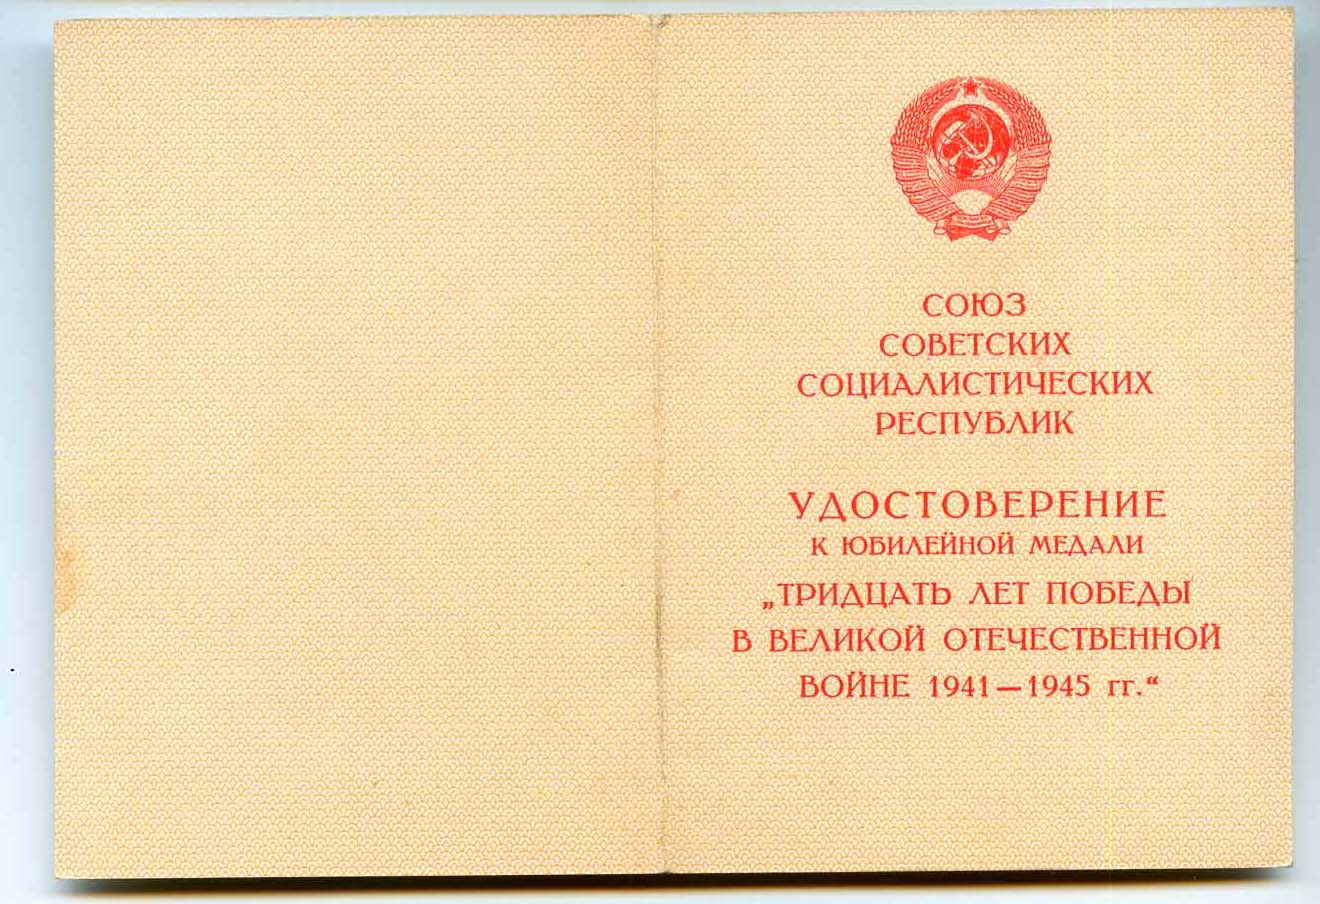 СОЮЗ
СОВЕТСКИХ
СОЦИАЛИСТИЧЕСКИХ
РЕСПУБЛИК
УДОСТОВЕРЕНИЕ
К ЮБИЛЕЙНОЙ МЕДАЛИ
„ТРИДЦАТЬ ЛЕТ ПОБЕДЫ
В ВЕЛИКОЙ ОТЕЧЕСТВЕННОЙ
ВОЙНЕ 1941—1945 гг.“